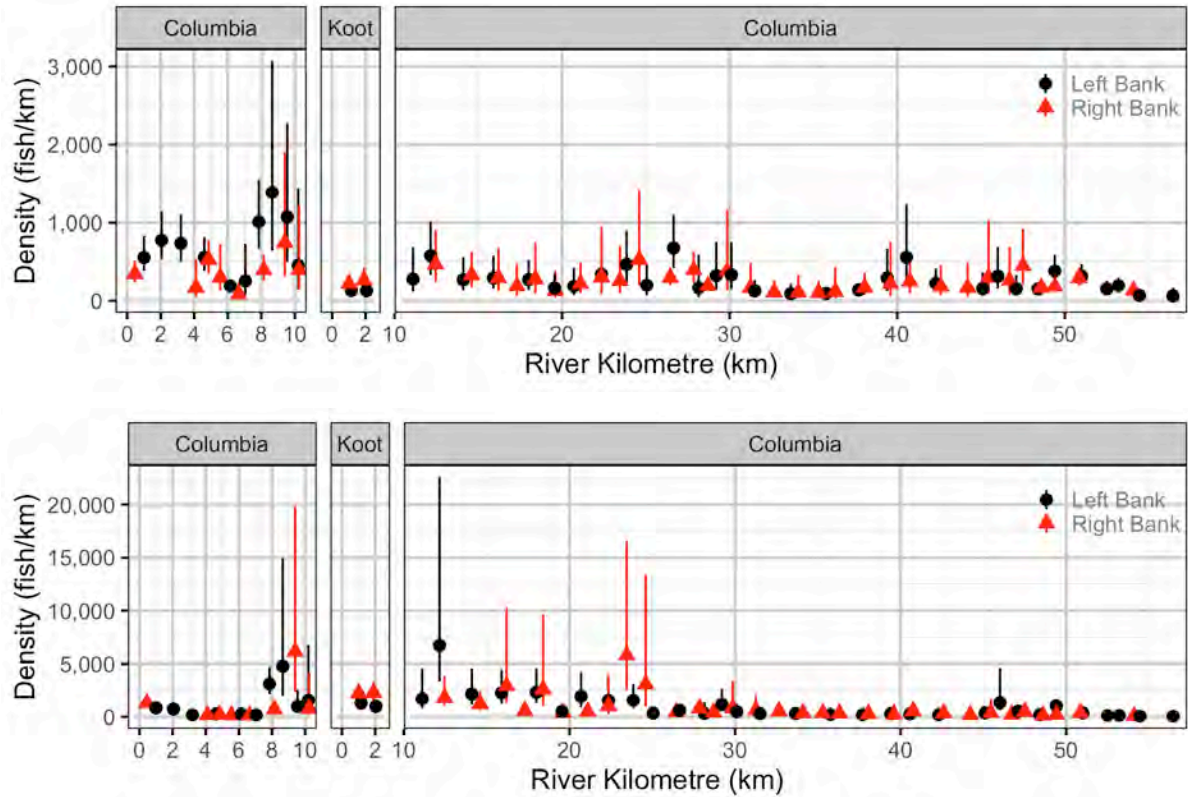 Columbia Koot Columbia
Density (fish/km)
3,000
2,000
1,000
0
Left Bank
Right Bank
0 2 4 6 8 10 0 2 10 20 30 40 50
River Kilometre (km)
Columbia Koot Columbia
Density (fish/km)
20,000
15,000
10,000
5,000
0
Left Bank
Right Bank
0 2 4 6 8 10 0 2 10 20 30 40 50
River Kilometre (km)